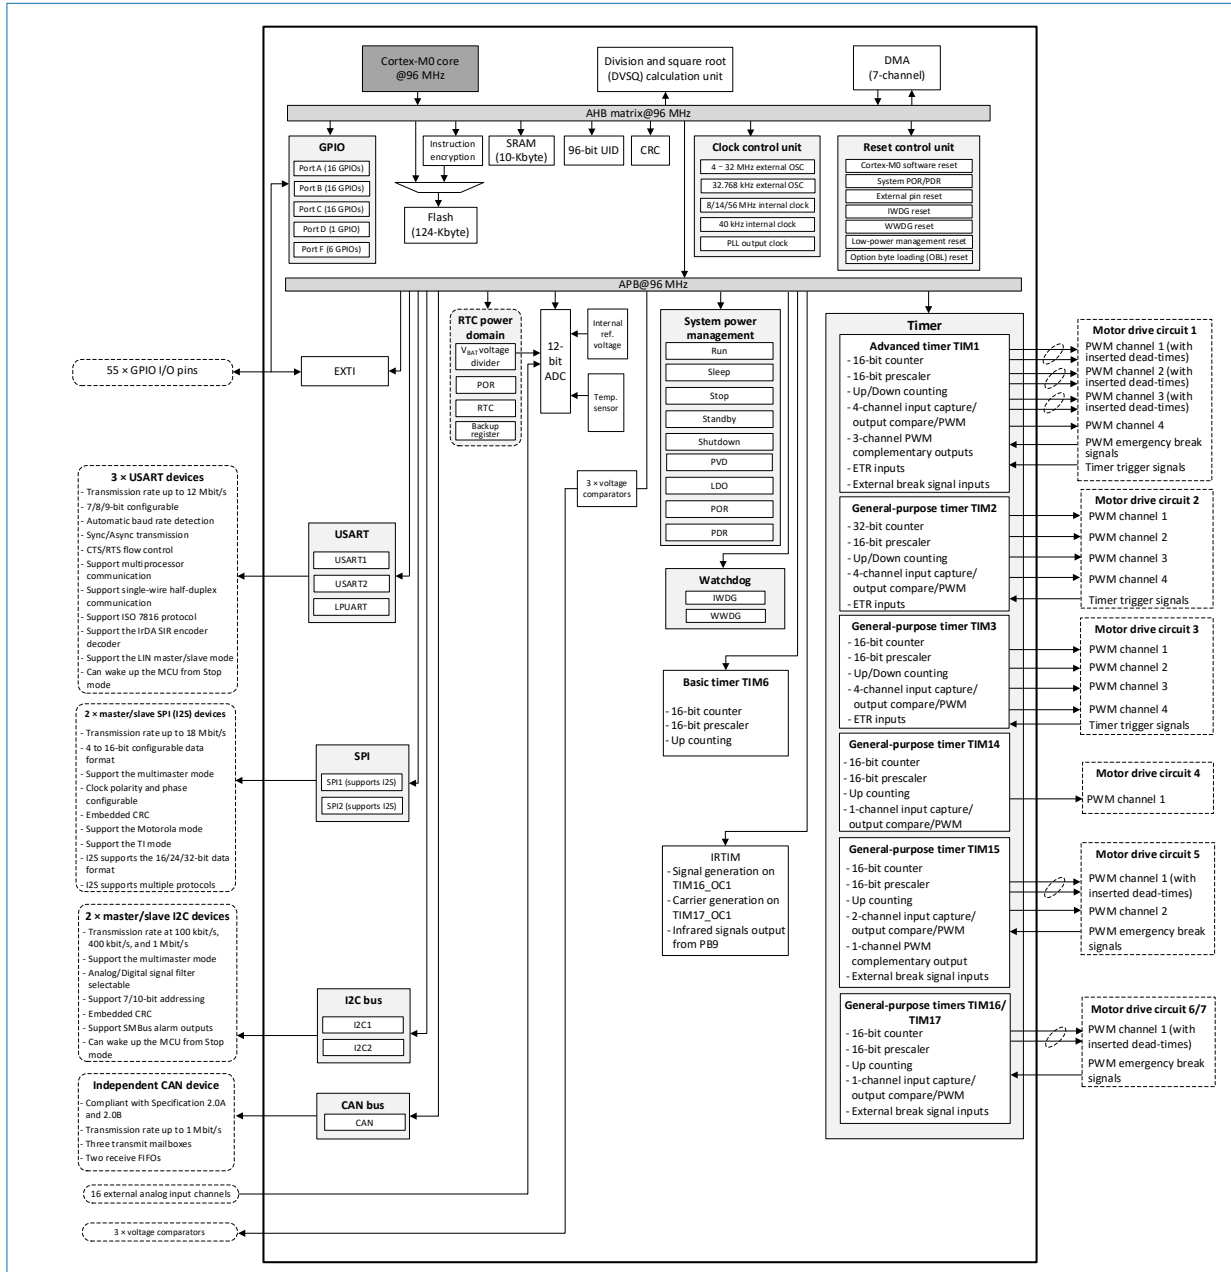 Cortex-M0 core
@96 MHz
Division and square root
(DVSQ) calculation unit
DMA
(7-channel)
AHB matrix@96 MHz
GPIO
Port A (16 GPIOs)
Port B (16 GPIOs)
Port C (16 GPIOs)
Port D (1 GPIO)
Port F (6 GPIOs)
Instruction
encryption
SRAM
(10-Kbyte)
96-bit UID
CRC
Flash
(124-Kbyte)
Clock control unit
4 – 32 MHz external OSC
32.768 kHz external OSC
8/14/56 MHz internal clock
40 kHz internal clock
PLL output clock
Reset control unit
Cortex-M0 software reset
System POR/PDR
External pin reset
IWDG reset
WWDG reset
Low-power management reset
Option byte loading (OBL) reset
APB@96 MHz
55 × GPIO I/O pins
EXTI
RTC power
domain
VBAT voltage
divider
POR
RTC
Backup
register
12-
bit
ADC
Internal
ref.
voltage
Temp.
sensor
3 × voltage
comparators
System power
management
Run
Sleep
Stop
Standby
Shutdown
PVD
LDO
POR
PDR
Watchdog
IWDG
WWDG
Basic timer TIM6
- 16-bit counter
- 16-bit prescaler
- Up counting
IRTIM
- Signal generation on
TIM16_OC1
- Carrier generation on
TIM17_OC1
- Infrared signals output
from PB9
Timer
Advanced timer TIM1
- 16-bit counter
- 16-bit prescaler
- Up/Down counting
- 4-channel input capture/
output compare/PWM
- 3-channel PWM
complementary outputs
- ETR inputs
- External break signal inputs
General-purpose timer TIM2
- 32-bit counter
- 16-bit prescaler
- Up/Down counting
- 4-channel input capture/
output compare/PWM
- ETR inputs
General-purpose timer TIM3
- 16-bit counter
- 16-bit prescaler
- Up/Down counting
- 4-channel input capture/
output compare/PWM
- ETR inputs
General-purpose timer TIM14
- 16-bit counter
- 16-bit prescaler
- Up counting
- 1-channel input capture/
output compare/PWM
General-purpose timer TIM15
- 16-bit counter
- 16-bit prescaler
- Up counting
- 2-channel input capture/
output compare/PWM
- 1-channel PWM
complementary output
- External break signal inputs
General-purpose timers TIM16/
TIM17
- 16-bit counter
- 16-bit prescaler
- Up counting
- 1-channel input capture/
output compare/PWM
- External break signal inputs
Motor drive circuit 1
PWM channel 1 (with
inserted dead-times)
PWM channel 2 (with
inserted dead-times)
PWM channel 3 (with
inserted dead-times)
PWM channel 4
PWM emergency break
signals
Timer trigger signals
Motor drive circuit 2
PWM channel 1
PWM channel 2
PWM channel 3
PWM channel 4
Timer trigger signals
Motor drive circuit 3
PWM channel 1
PWM channel 2
PWM channel 3
PWM channel 4
Timer trigger signals
Motor drive circuit 4
PWM channel 1
Motor drive circuit 5
PWM channel 1 (with
inserted dead-times)
PWM channel 2
PWM emergency break
signals
Motor drive circuit 6/7
PWM channel 1 (with
inserted dead-times)
PWM emergency break
signals
3 × USART devices
- Transmission rate up to 12 Mbit/s
- 7/8/9-bit configurable
- Automatic baud rate detection
- Sync/Async transmission
- CTS/RTS flow control
- Support multiprocessor
communication
- Support single-wire half-duplex
communication
- Support ISO 7816 protocol
- Support the IrDA SIR encoder
decoder
- Support the LIN master/slave mode
- Can wake up the MCU from Stop
mode
USART
USART1
USART2
LPUART
2 × master/slave SPI (I2S) devices
- Transmission rate up to 18 Mbit/s
- 4 to 16-bit configurable data
format
- Support the multimaster mode
- Clock polarity and phase
configurable
- Embedded CRC
- Support the Motorola mode
- Support the TI mode
- I2S supports the 16/24/32-bit data
format
- I2S supports multiple protocols
SPI
SPI1 (supports I2S)
SPI2 (supports I2S)
2 × master/slave I2C devices
- Transmission rate at 100 kbit/s,
400 kbit/s, and 1 Mbit/s
- Support the multimaster mode
- Analog/Digital signal filter
selectable
- Support 7/10-bit addressing
- Embedded CRC
- Support SMBus alarm outputs
- Can wake up the MCU from Stop
mode
I2C bus
I2C1
I2C2
Independent CAN device
- Compliant with Specification 2.0A
and 2.0B
- Transmission rate up to 1 Mbit/s
- Three transmit mailboxes
- Two receive FIFOs
CAN bus
CAN
16 external analog input channels
3 × voltage comparators